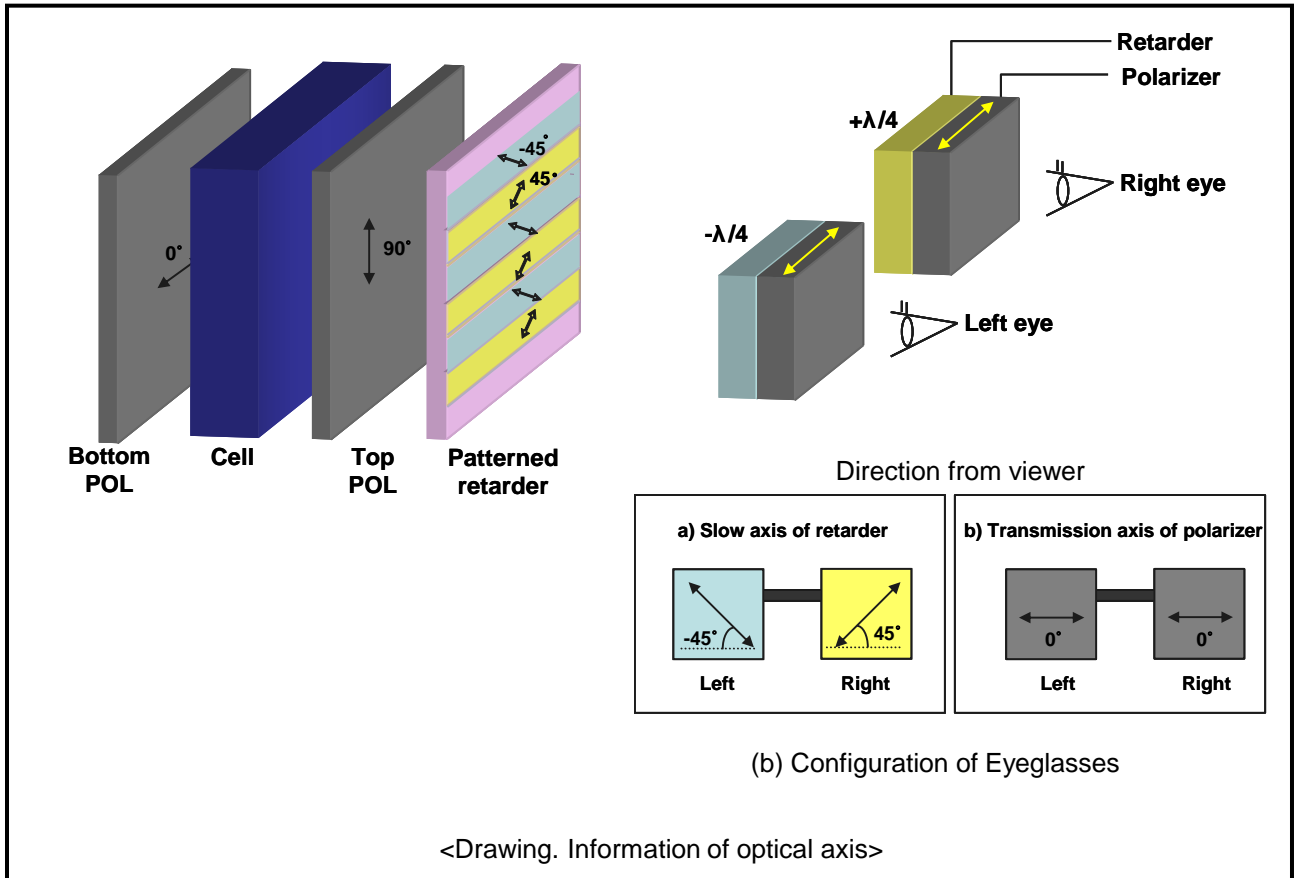 Retarder
Polarizer
+λ/4
Right eye
-λ/4
Left eye
-45°
45°
0°
90°
Bottom
POL
Cell
Top
POL
Patterned
retarder
Direction from viewer
a) Slow axis of retarder
-45°
45°
Left
Right
b) Transmission axis of polarizer
0°
0°
Left
Right
(b) Configuration of Eyeglasses
<Drawing. Information of optical axis>